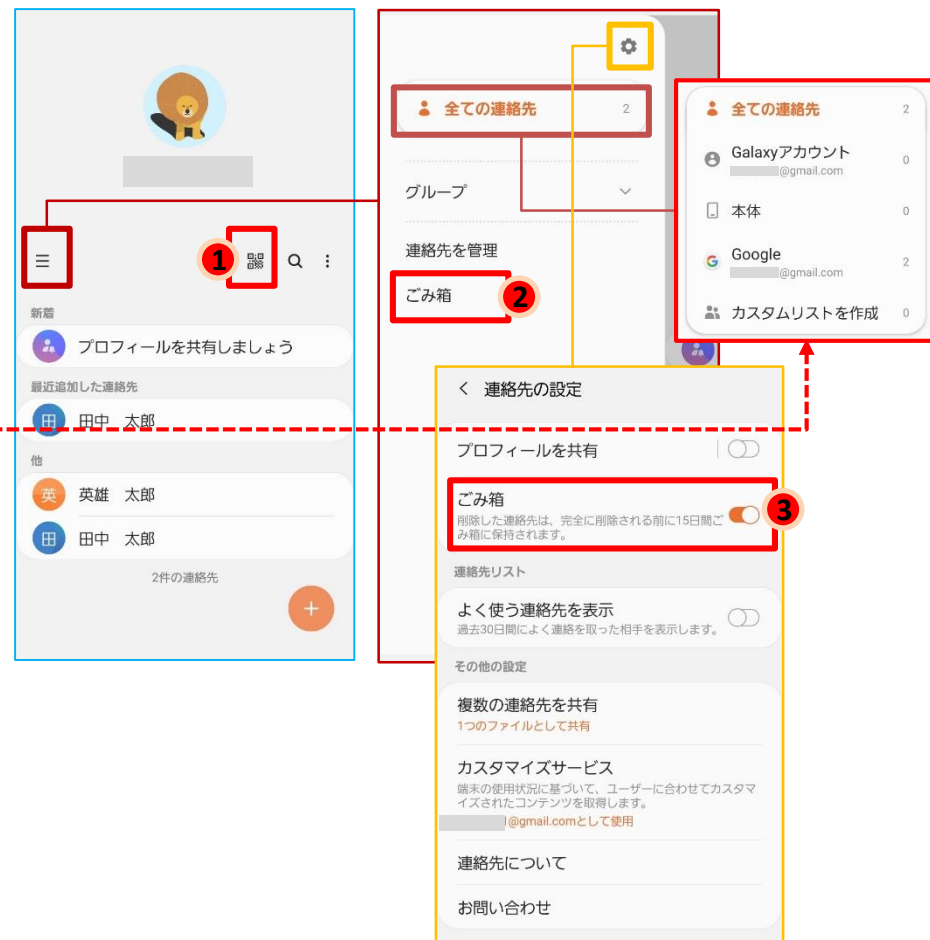 全ての連絡先 2
グループ
連絡先を管理
ごみ箱
2
1
新着
プロフィールを共有しましょう
最近追加した連絡先
田 田中 太郎
他
英 英雄 太郎
田 田中 太郎
2件の連絡先
+
全ての連絡先 2
Galaxyアカウント 0
@gmail.com
本体 0
G Google 2
@gmail.com
カスタムリストを作成 0
< 連絡先の設定
プロフィールを共有
ごみ箱
削除した連絡先は、完全に削除される前に15日間ご
み箱に保持されます。
3
連絡先リスト
よく使う連絡先を表示
過去30日間によく連絡を取った相手を表示します。
その他の設定
複数の連絡先を共有
1つのファイルとして共有
カスタマイズサービス
端末の使用状況に基づいて、ユーザーに合わせてカスタマ
イズされたコンテンツを取得します。
@gmail.comとして使用
連絡先について
お問い合わせ